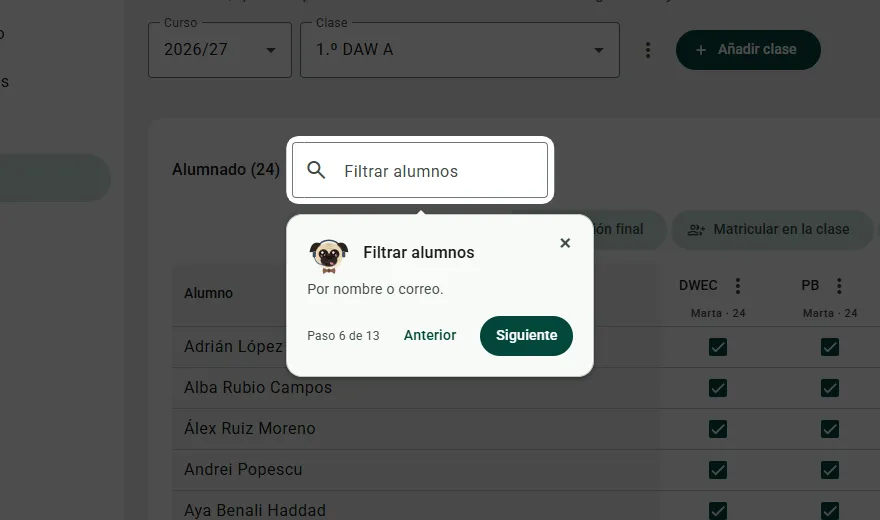 Curso
Clase
2026/27
1.º DAW A
+ Añadir clase
Alumnado (24)
Filtrar alumnos
Filtrar alumnos
Por nombre o correo.
Paso 6 de 13
Anterior
Siguiente
final
Matricular en la clase
Alumno
DWEC
PB
Marta · 24
Marta · 24
Adrián López
Alba Rubio Campos
Álex Ruiz Moreno
Andrei Popescu
Aya Benali Haddad